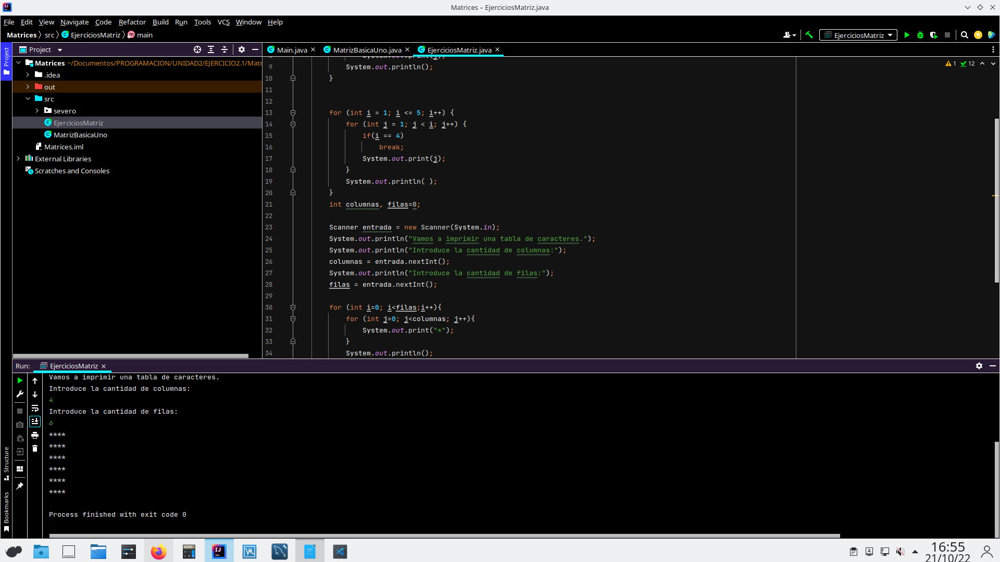 Matrices – EjerciciosMatriz.java
File Edit View Navigate Code Refactor Build Run Tools VCS Window Help
Matrices src EjerciciosMatriz main
EjerciciosMatriz
Project
Main.java MatrizBasicaUno.java EjerciciosMatriz.java
Project
Matrices ~/Documentos/PROGRAMACION/UNIDAD2/EJERCICIO2.1/Matr
.idea
out
src
severo
EjerciciosMatriz
MatrizBasicaUno
Matrices.iml
External Libraries
Scratches and Consoles
1 12
System.out.print(j);
9 System.out.println();
10 }
11
12
13 for (int i = 1; i <= 5; i++) {
14 for (int j = 1; j < i; j++) {
15 if(i == 4)
16 break;
17 System.out.print(j);
18 }
19 System.out.println( );
20 }
21 int columnas, filas=0;
22
23 Scanner entrada = new Scanner(System.in);
24 System.out.println("Vamos a imprimir una tabla de caracteres.");
25 System.out.println("Introduce la cantidad de columnas:");
26 columnas = entrada.nextInt();
27 System.out.println("Introduce la cantidad de filas:");
28 filas = entrada.nextInt();
29
30 for (int i=0; i<filas;i++){
31 for (int j=0; j<columnas; j++){
32 System.out.print("*");
33 }
34 System.out.println();
Run: EjerciciosMatriz
Vamos a imprimir una tabla de caracteres.
Introduce la cantidad de columnas:
4
Introduce la cantidad de filas:
6
****
****
****
****
****
****
Process finished with exit code 0
Structure
Bookmarks
16:55
21/10/22